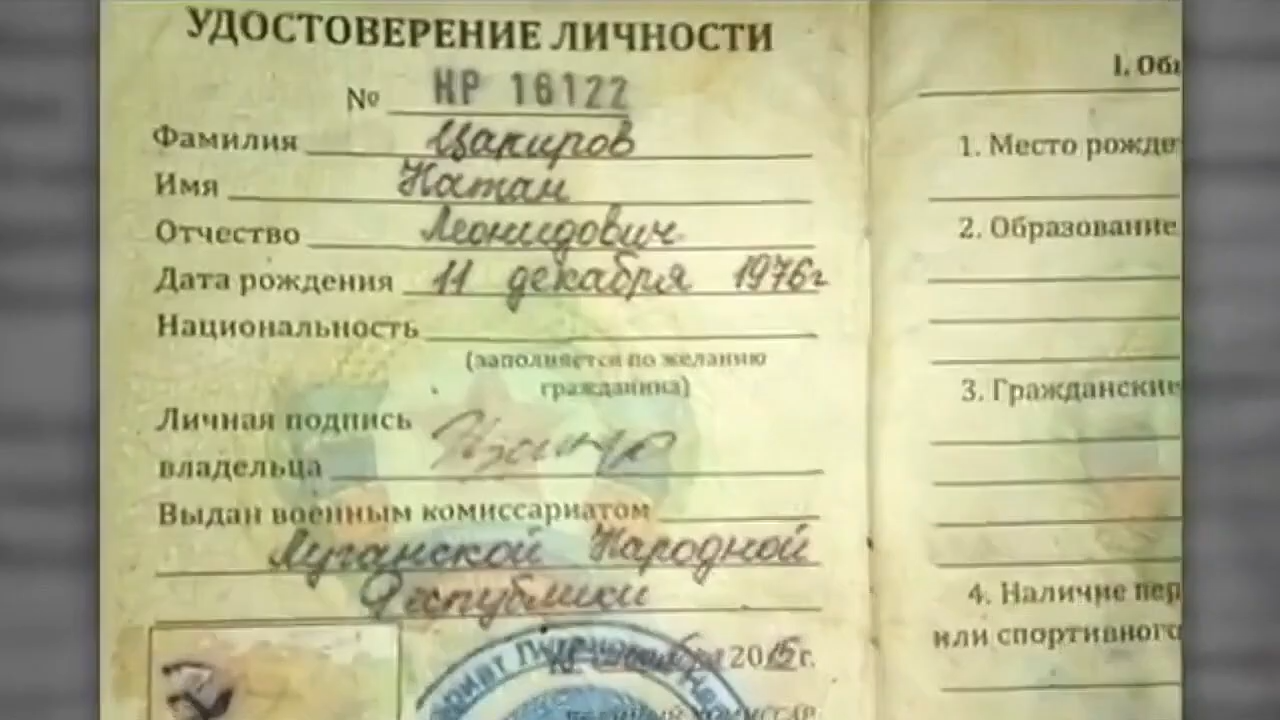 УДОСТОВЕРЕНИЕ ЛИЧНОСТИ
№ НР 16122
Фамилия Цакиров
Имя Натан
Отчество Леонидович
Дата рождения 11 декабря 1976г
Национальность
(заполняется по желанию
гражданина)
Личная подпись
владельца
Выдан военным комиссариатом
Луганской Народной
Республики
2015г.
I. Общ
1. Место рожде
2. Образование
3. Гражданские
4. Наличие пер
или спортивного